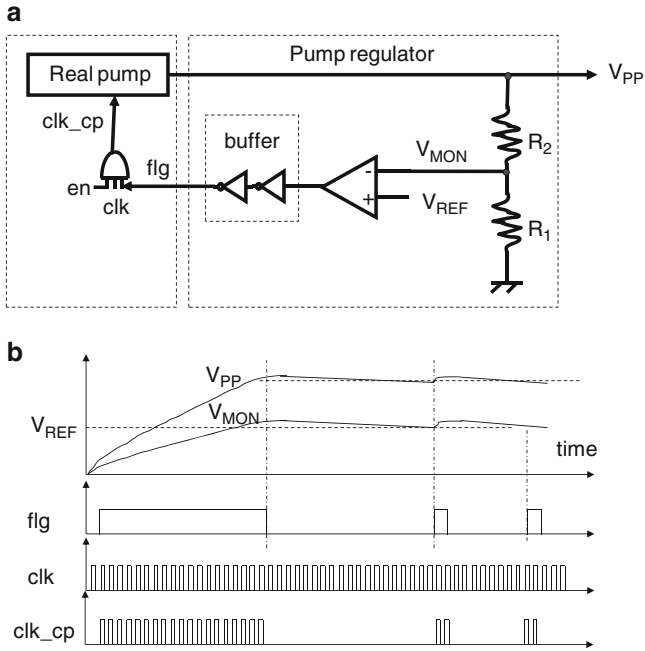 a
Pump regulator
Real pump
V_PP
clk_cp
buffer
V_MON
R_2
flg
-
en
+
V_REF
clk
R_1
b
V_PP
V_MON
V_REF
time
flg
clk
clk_cp